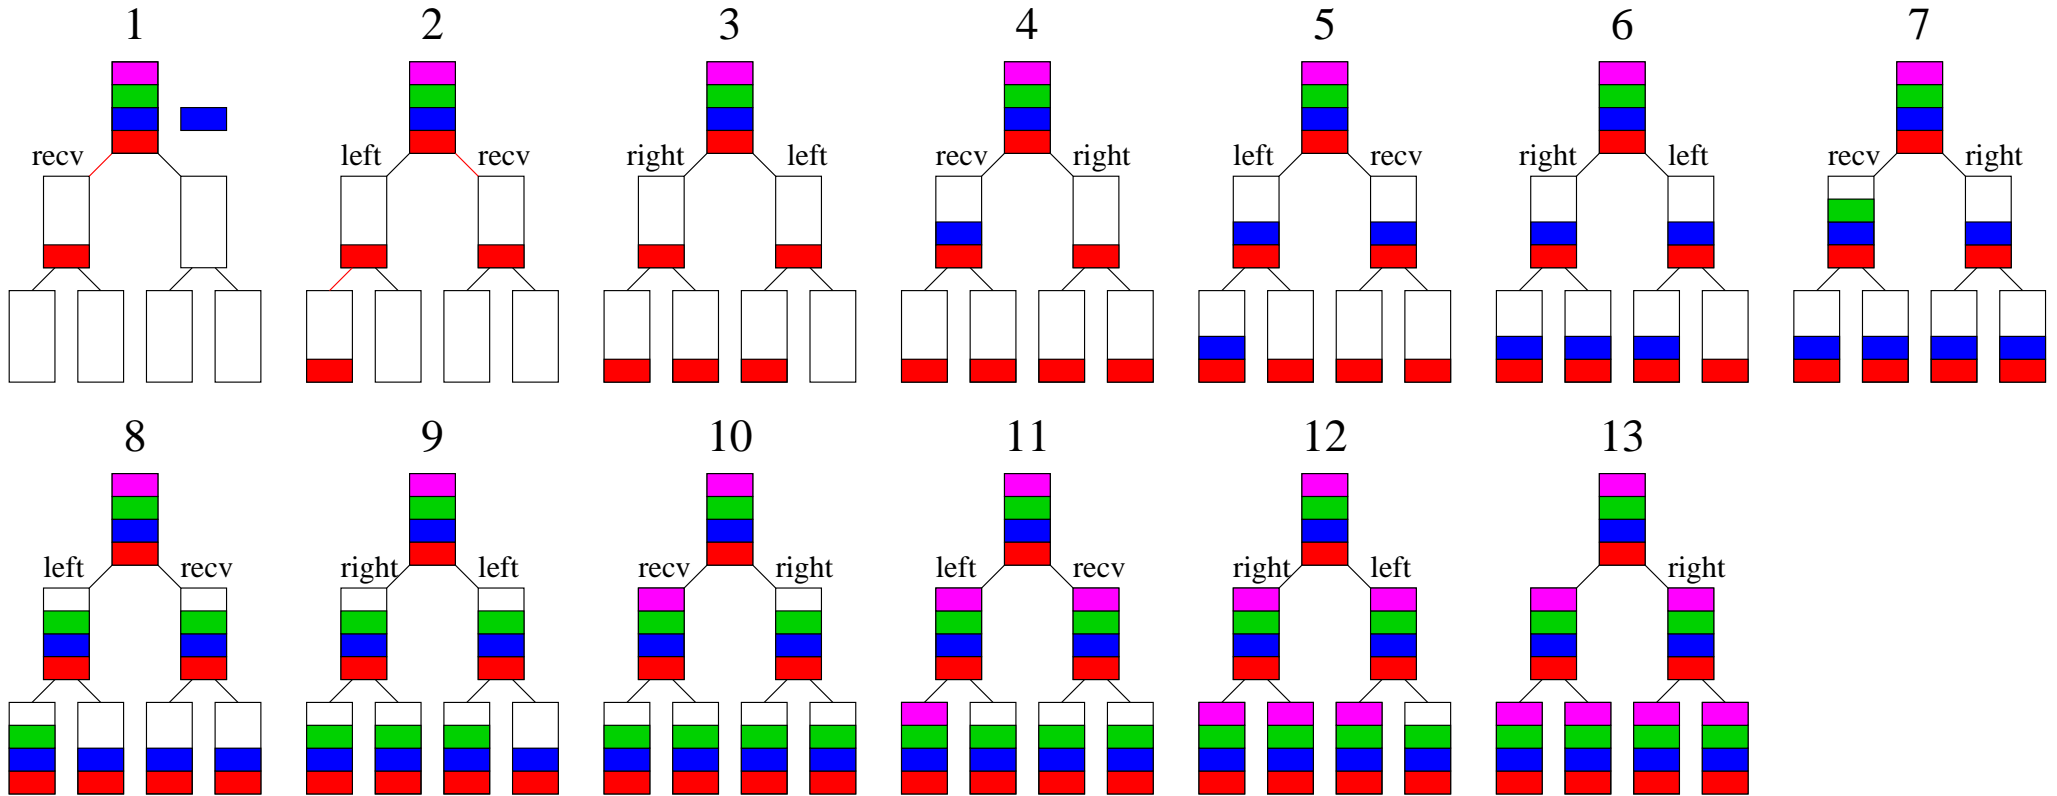 1 2 3 4 5 6 7
recv left recv right left recv right left recv right left recv right
8 9 10 11 12 13
left recv right left recv right left recv right left right